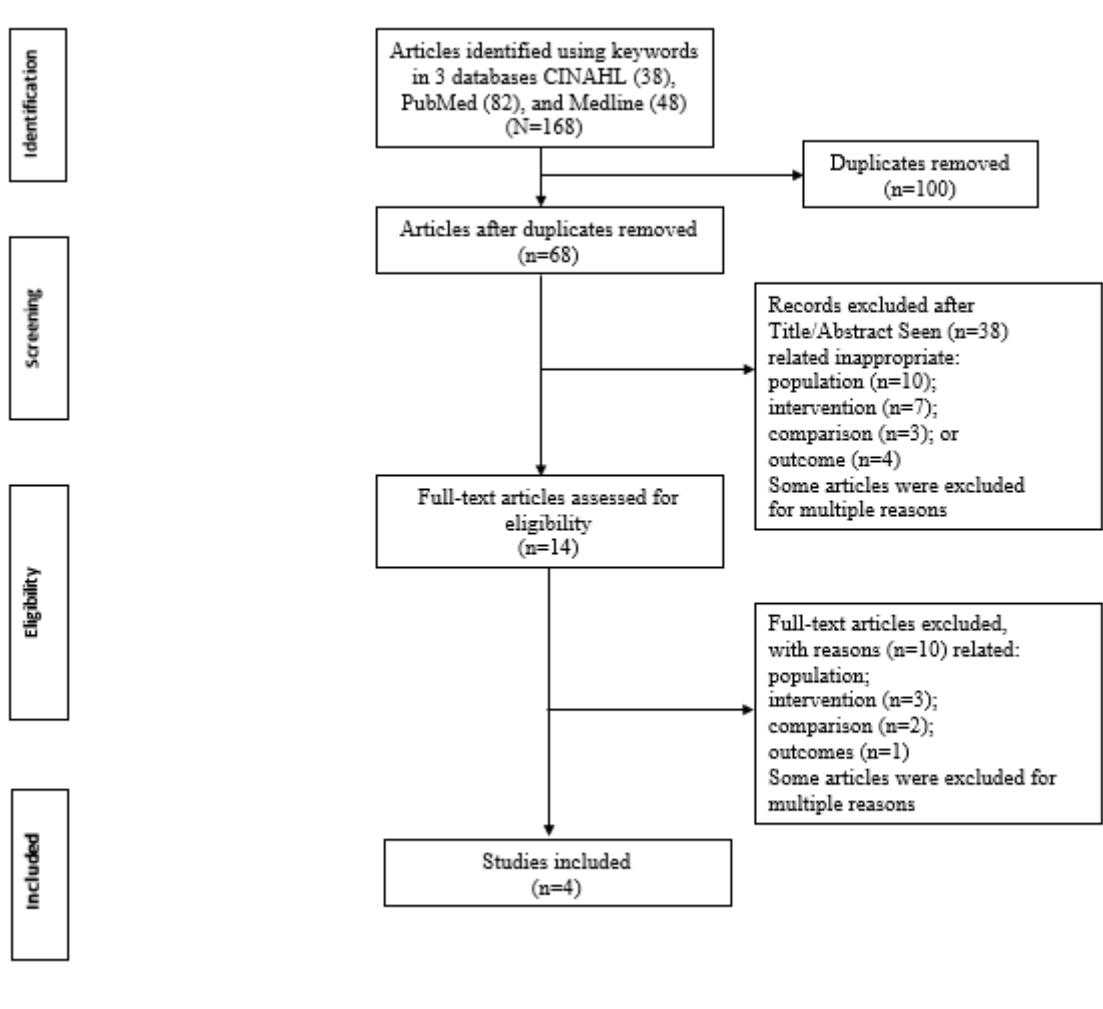 Identification
Articles identified using keywords
in 3 databases CINAHL (38),
PubMed (82), and Medline (48)
(N=168)
Duplicates removed
(n=100)
Screening
Articles after duplicates removed
(n=68)
Records excluded after
Title/Abstract Seen (n=38)
related inappropriate:
population (n=10);
intervention (n=7);
comparison (n=3); or
outcome (n=4)
Some articles were excluded
for multiple reasons
Eligibility
Full-text articles assessed for
eligibility
(n=14)
Full-text articles excluded,
with reasons (n=10) related:
population;
intervention (n=3);
comparison (n=2);
outcomes (n=1)
Some articles were excluded for
multiple reasons
Included
Studies included
(n=4)